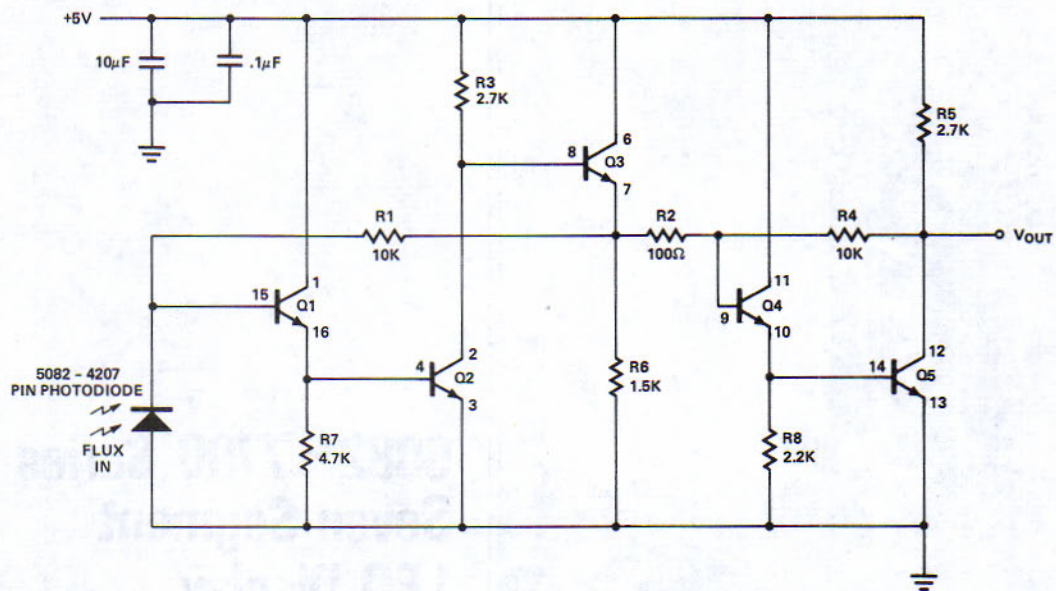 +5V
10µF
.1µF
R3
2.7K
R5
2.7K
6
8
Q3
7
R1
10K
R2
100Ω
R4
10K
VOUT
1
15
Q1
16
11
Q4
9
10
2
4
Q2
3
12
14
Q5
13
5082 – 4207
PIN PHOTODIODE
FLUX
IN
R6
1.5K
R7
4.7K
R8
2.2K